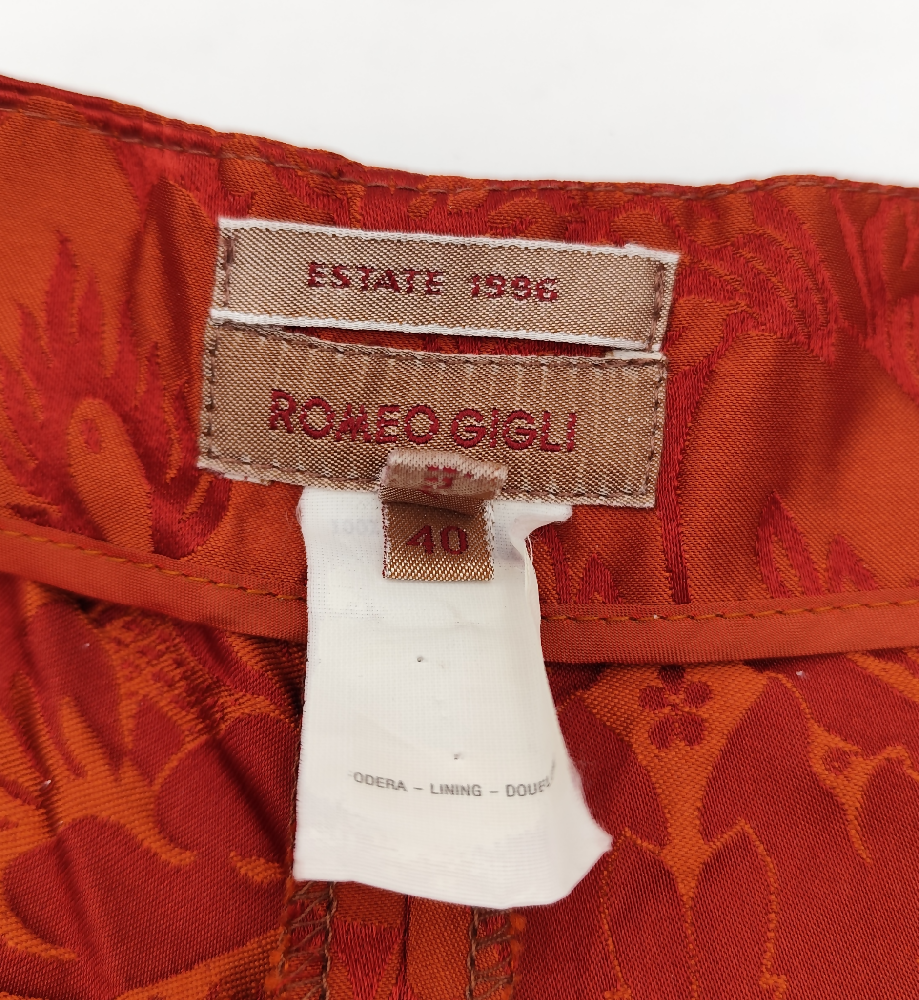 ESTATE 1996
ROMEO GIGLI
40
ODERA - LINING - DOUBL